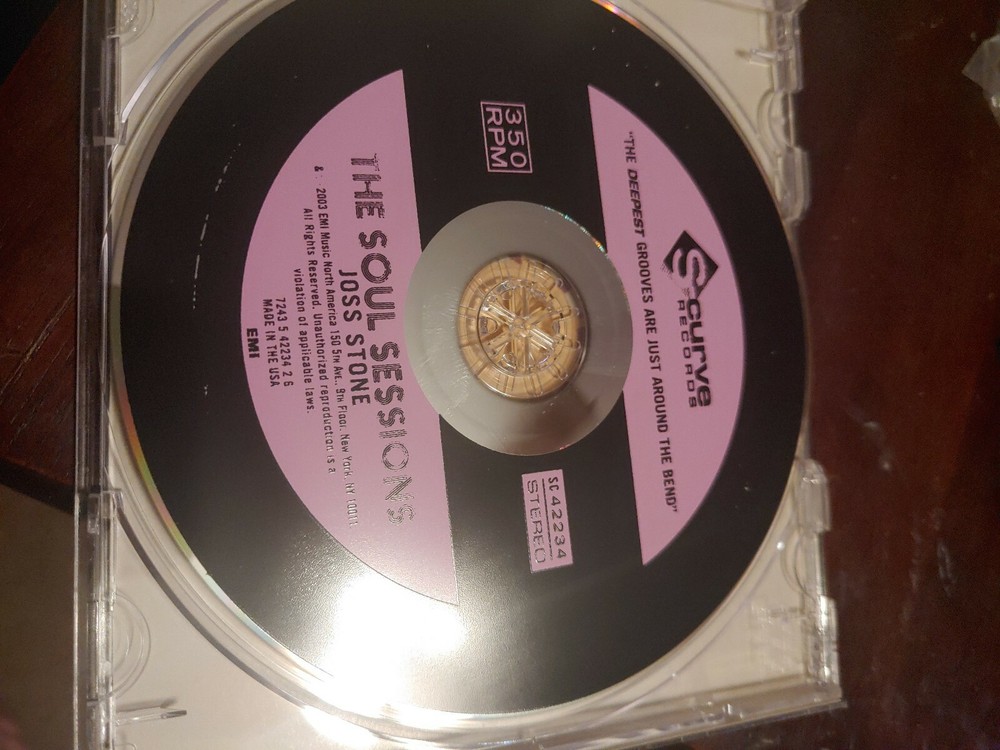 S-curve
RECORDS
"THE DEEPEST GROOVES ARE JUST AROUND THE BEND"
350
RPM
SC 42234
STEREO
THE SOUL SESSIONS
JOSS STONE
& 2003 EMI Music North America 150 5TH Ave., 9TH Floor, New York, NY 10011
All Rights Reserved. Unauthorized reproduction is a
violation of applicable laws.
7243 5 42234 2 6
MADE IN THE USA
EMI